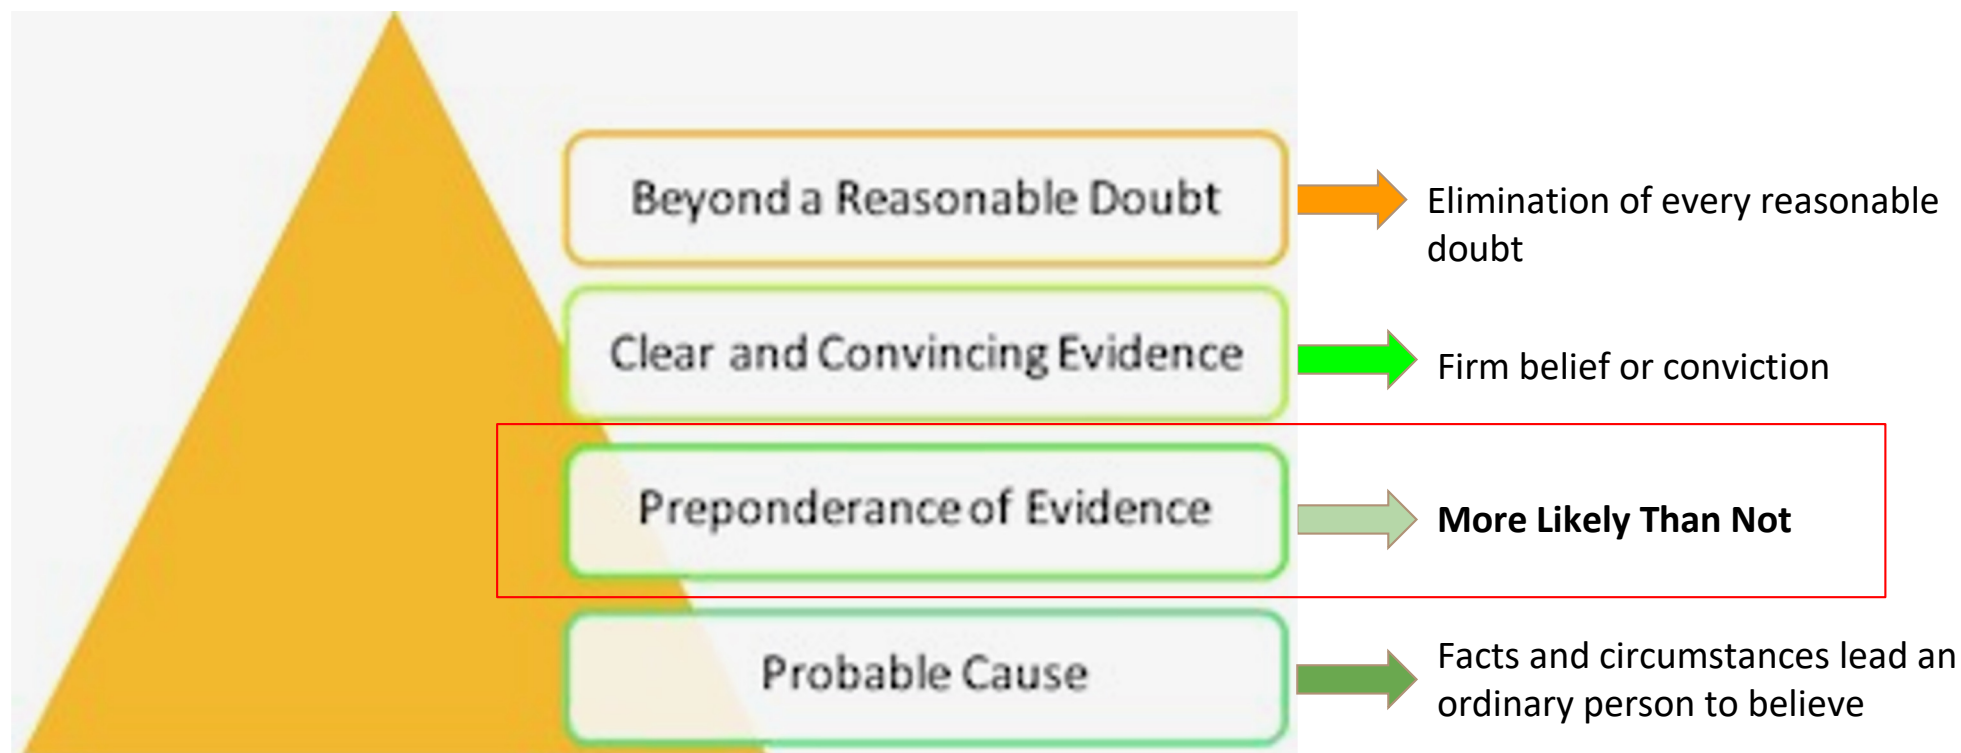 Beyond a Reasonable Doubt
Elimination of every reasonable
doubt
Clear and Convincing Evidence
Firm belief or conviction
Preponderance of Evidence
More Likely Than Not
Probable Cause
Facts and circumstances lead an
ordinary person to believe